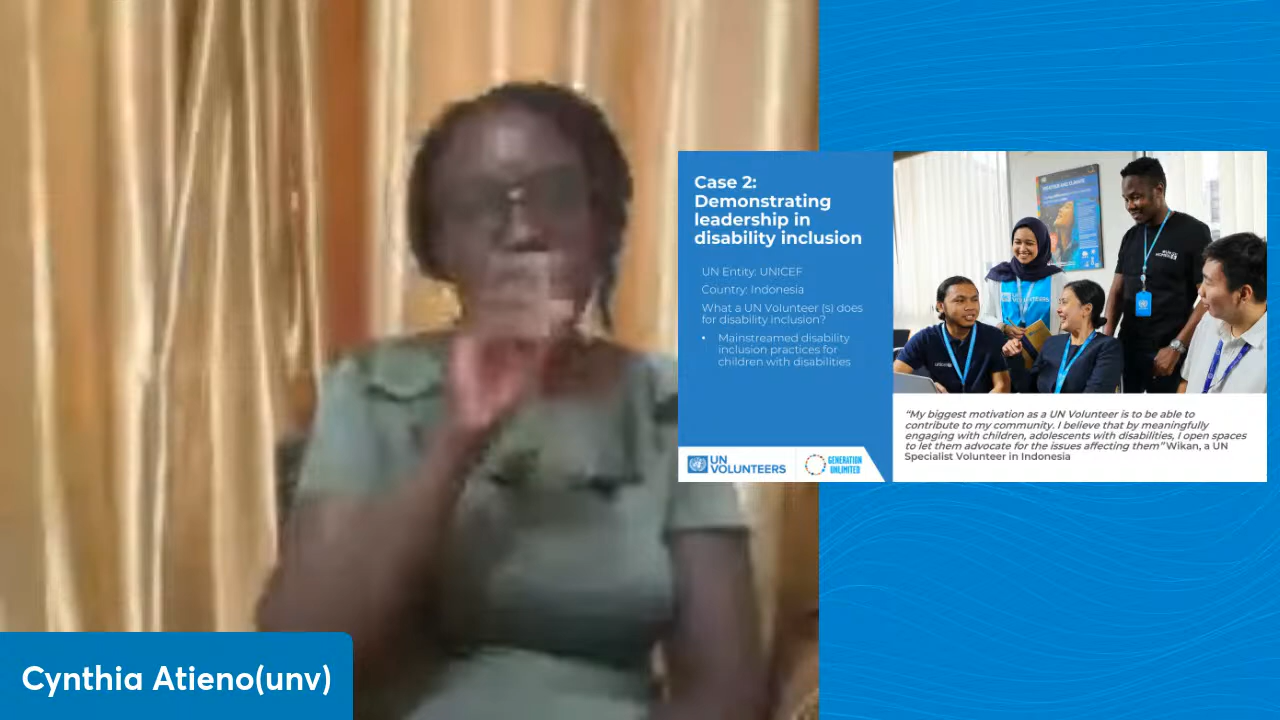 Case 2:
Demonstrating
leadership in
disability inclusion
UN Entity: UNICEF
Country: Indonesia
What a UN Volunteer (s) does
for disability inclusion?
• Mainstreamed disability
inclusion practices for
children with disabilities
UN
VOLUNTEERS
GENERATION
UNLIMITED
UN
VOLUNTEERS
unicef
"My biggest motivation as a UN Volunteer is to be able to
contribute to my community. I believe that by meaningfully
engaging with children, adolescents with disabilities, I open spaces
to let them advocate for the issues affecting them" Wikan, a UN
Specialist Volunteer in Indonesia
Cynthia Atieno(unv)